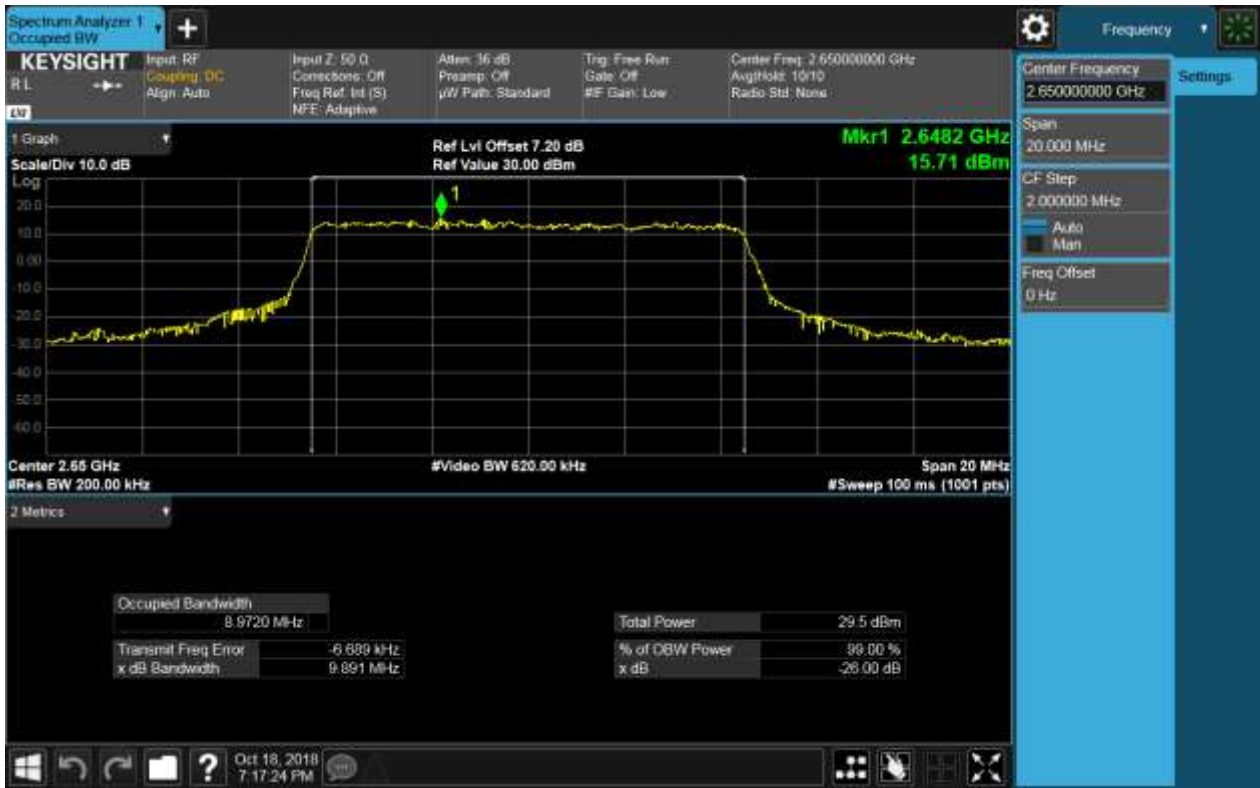 Spectrum Analyzer 1
Occupied BW
+
Frequency
KEYSIGHT
R L
Input: RF
Coupling: DC
Align: Auto
Input Z: 50 Ω
Corrections: Off
Freq Ref: Int (S)
NFE: Adaptive
Atten: 36 dB
Preamp: Off
µW Path: Standard
Trig: Free Run
Gate: Off
#IF Gain: Low
Center Freq: 2.650000000 GHz
Avg|Hold: 10/10
Radio Std: None
Center Frequency
2.650000000 GHz
Settings
Span
20.000 MHz
CF Step
2.000000 MHz
Auto
Man
Freq Offset
0 Hz
1 Graph
Scale/Div 10.0 dB
Ref Lvl Offset 7.20 dB
Ref Value 30.00 dBm
Mkr1 2.6482 GHz
15.71 dBm
Log
1
20.0
10.0
0.00
-10.0
-20.0
-30.0
-40.0
-50.0
-60.0
Center 2.65 GHz
#Res BW 200.00 kHz
#Video BW 620.00 kHz
Span 20 MHz
#Sweep 100 ms (1001 pts)
2 Metrics
Occupied Bandwidth
8.9720 MHz
Transmit Freq Error -6.689 kHz
x dB Bandwidth 9.891 MHz
Total Power 29.5 dBm
% of OBW Power 99.00 %
x dB -26.00 dB
?
Oct 18, 2018
7:17:24 PM